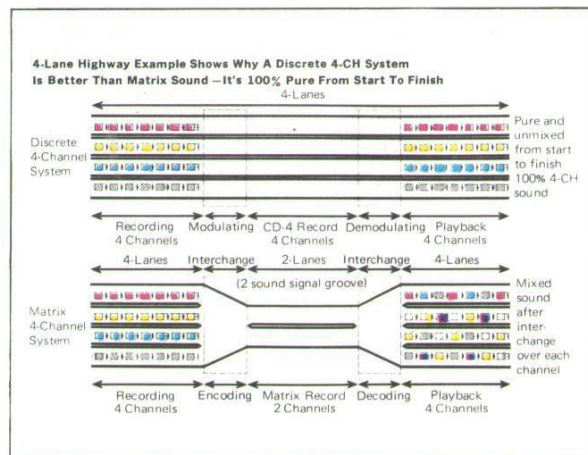 4-Lane Highway Example Shows Why A Discrete 4-CH System
Is Better Than Matrix Sound —It's 100% Pure From Start To Finish
4-Lanes
Discrete
4-Channel
System
Pure and
unmixed
from start
to finish
100% 4-CH
sound
Recording
4 Channels
Modulating
CD-4 Record
4 Channels
Demodulating
Playback
4 Channels
4-Lanes
Interchange
2-Lanes
Interchange
4-Lanes
(2 sound signal groove)
Matrix
4-Channel
System
Mixed
sound
after
inter-
change
over each
channel
Recording
4 Channels
Encoding
Matrix Record
2 Channels
Decoding
Playback
4 Channels